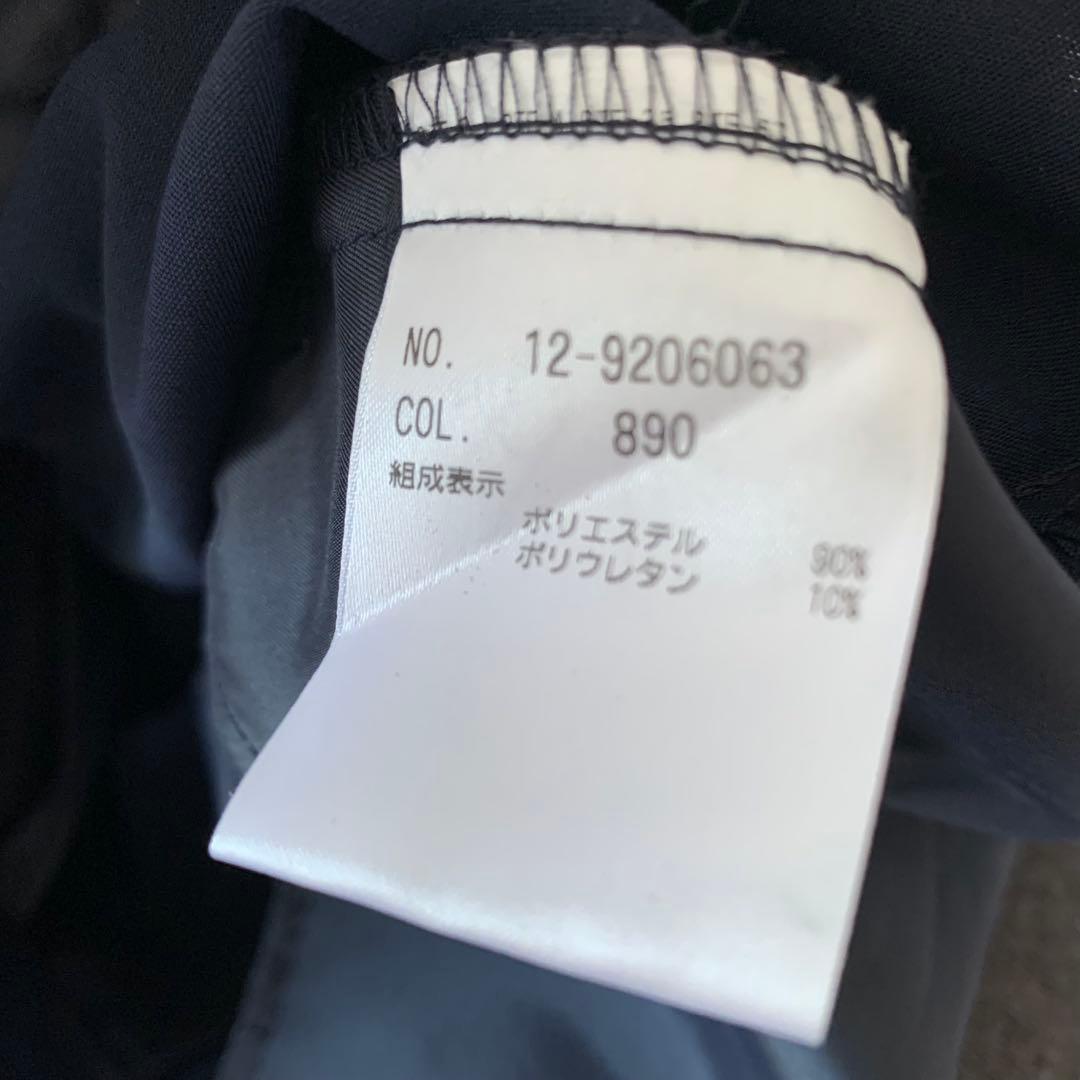 NO. 12-9206063
COL. 890
組成表示
ポリエステル 90%
ポリウレタン 10%